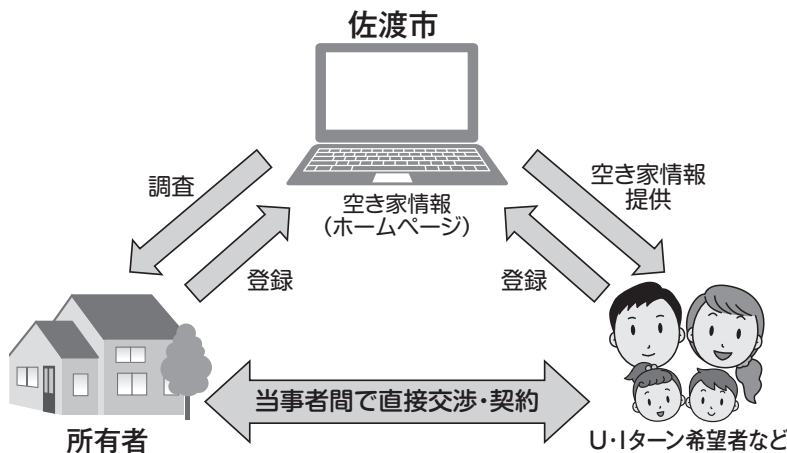 佐渡市
調査
空き家情報
(ホームページ)
空き家情報
提供
登録
登録
当事者間で直接交渉・契約
所有者
U・Iターン希望者など